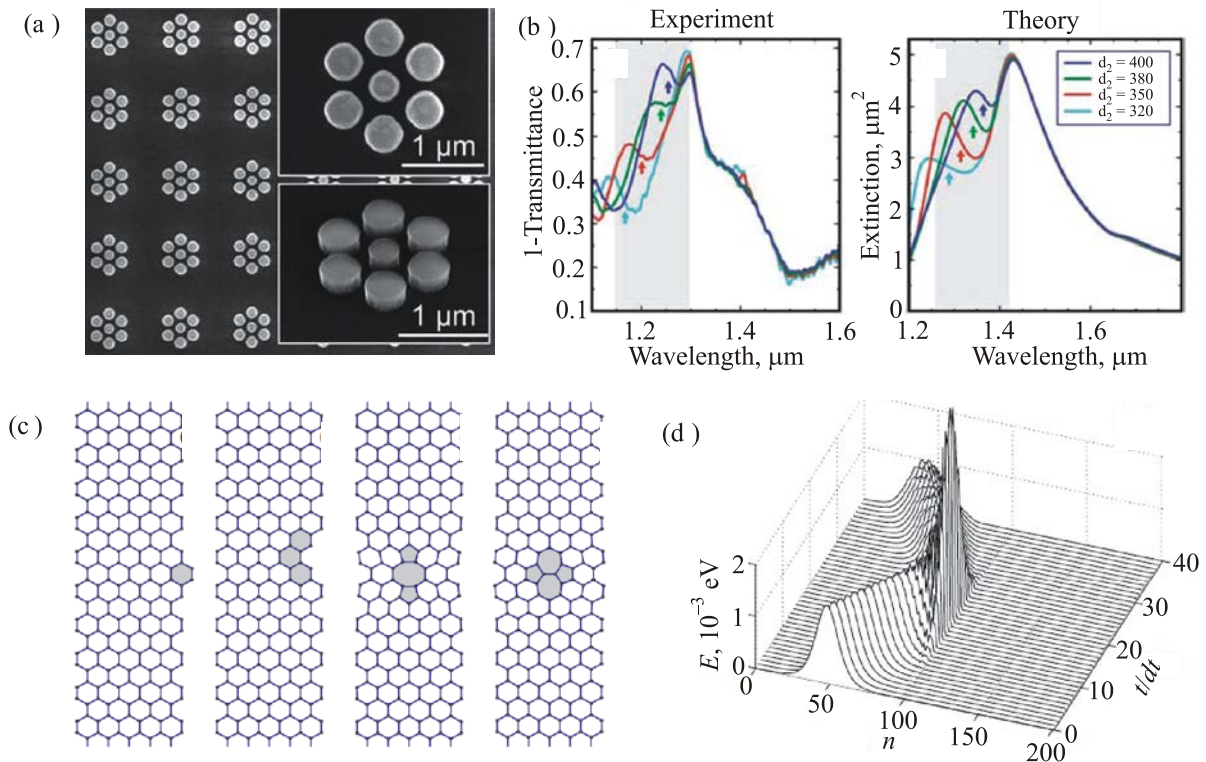 (a )
1 μm
1 μm
(b )
Experiment
Theory
1-Transmittance
0.7
0.6
0.5
0.4
0.3
0.2
0.1
1.2
1.4
1.6
Wavelength, μm
Extinction, μm²
5
4
3
2
1
0
1.2
1.4
1.6
Wavelength, μm
d₂ = 400
d₂ = 380
d₂ = 350
d₂ = 320
(c )
(d )
E, 10⁻³ eV
2
1
0
0
50
100
150
200
n
0
10
20
30
40
t/dt